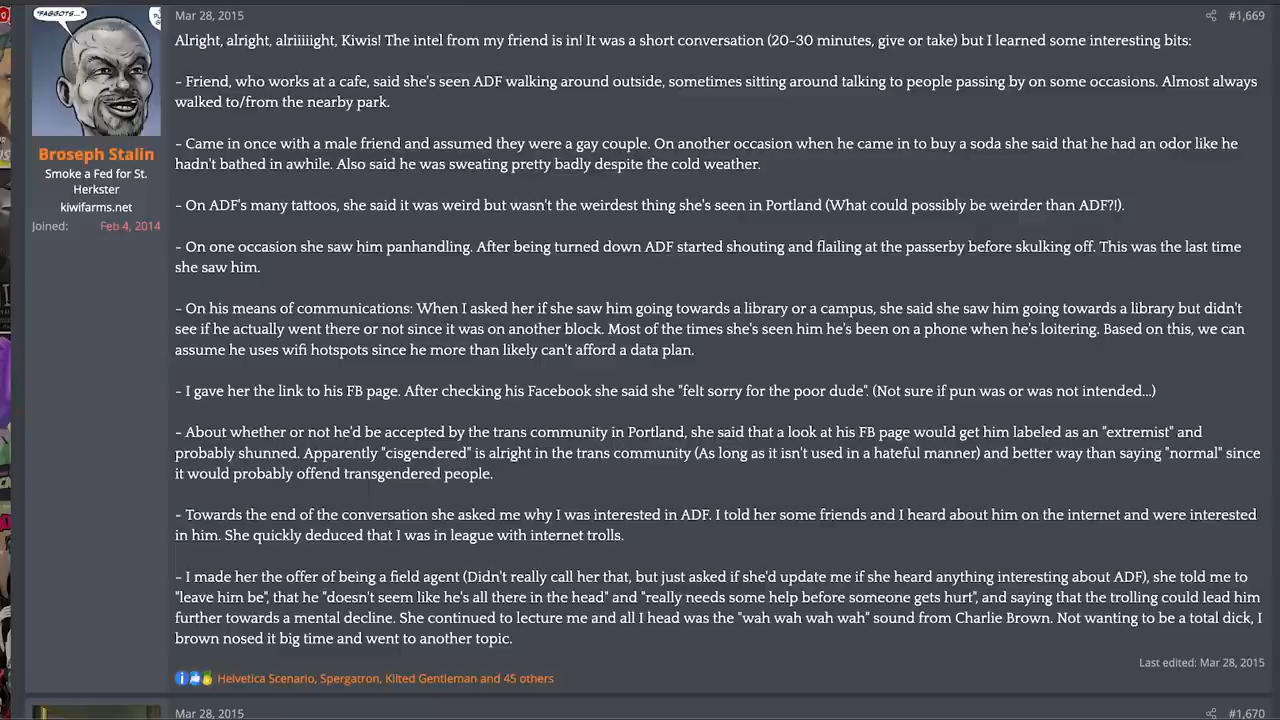 "FAGGOTS..."
Mar 28, 2015
#1,669
Broseph Stalin
Smoke a Fed for St.
Herkster
kiwifarms.net
Joined: Feb 4, 2014
Alright, alright, alriiiiight, Kiwis! The intel from my friend is in! It was a short conversation (20-30 minutes, give or take) but I learned some interesting bits:
- Friend, who works at a cafe, said she's seen ADF walking around outside, sometimes sitting around talking to people passing by on some occasions. Almost always
walked to/from the nearby park.
- Came in once with a male friend and assumed they were a gay couple. On another occasion when he came in to buy a soda she said that he had an odor like he
hadn't bathed in awhile. Also said he was sweating pretty badly despite the cold weather.
- On ADF's many tattoos, she said it was weird but wasn't the weirdest thing she's seen in Portland (What could possibly be weirder than ADF?!).
- On one occasion she saw him panhandling. After being turned down ADF started shouting and flailing at the passerby before skulking off. This was the last time
she saw him.
- On his means of communications: When I asked her if she saw him going towards a library or a campus, she said she saw him going towards a library but didn't
see if he actually went there or not since it was on another block. Most of the times she's seen him he's been on a phone when he's loitering. Based on this, we can
assume he uses wifi hotspots since he more than likely can't afford a data plan.
- I gave her the link to his FB page. After checking his Facebook she said she "felt sorry for the poor dude". (Not sure if pun was or was not intended...)
- About whether or not he'd be accepted by the trans community in Portland, she said that a look at his FB page would get him labeled as an "extremist" and
probably shunned. Apparently "cisgendered" is alright in the trans community (As long as it isn't used in a hateful manner) and better way than saying "normal" since
it would probably offend transgendered people.
- Towards the end of the conversation she asked me why I was interested in ADF. I told her some friends and I heard about him on the internet and were interested
in him. She quickly deduced that I was in league with internet trolls.
- I made her the offer of being a field agent (Didn't really call her that, but just asked if she'd update me if she heard anything interesting about ADF), she told me to
"leave him be", that he "doesn't seem like he's all there in the head" and "really needs some help before someone gets hurt", and saying that the trolling could lead him
further towards a mental decline. She continued to lecture me and all I head was the "wah wah wah wah" sound from Charlie Brown. Not wanting to be a total dick, I
brown nosed it big time and went to another topic.
Last edited: Mar 28, 2015
Helvetica Scenario, Spergatron, Kilted Gentleman and 45 others
Mar 28, 2015
#1,670